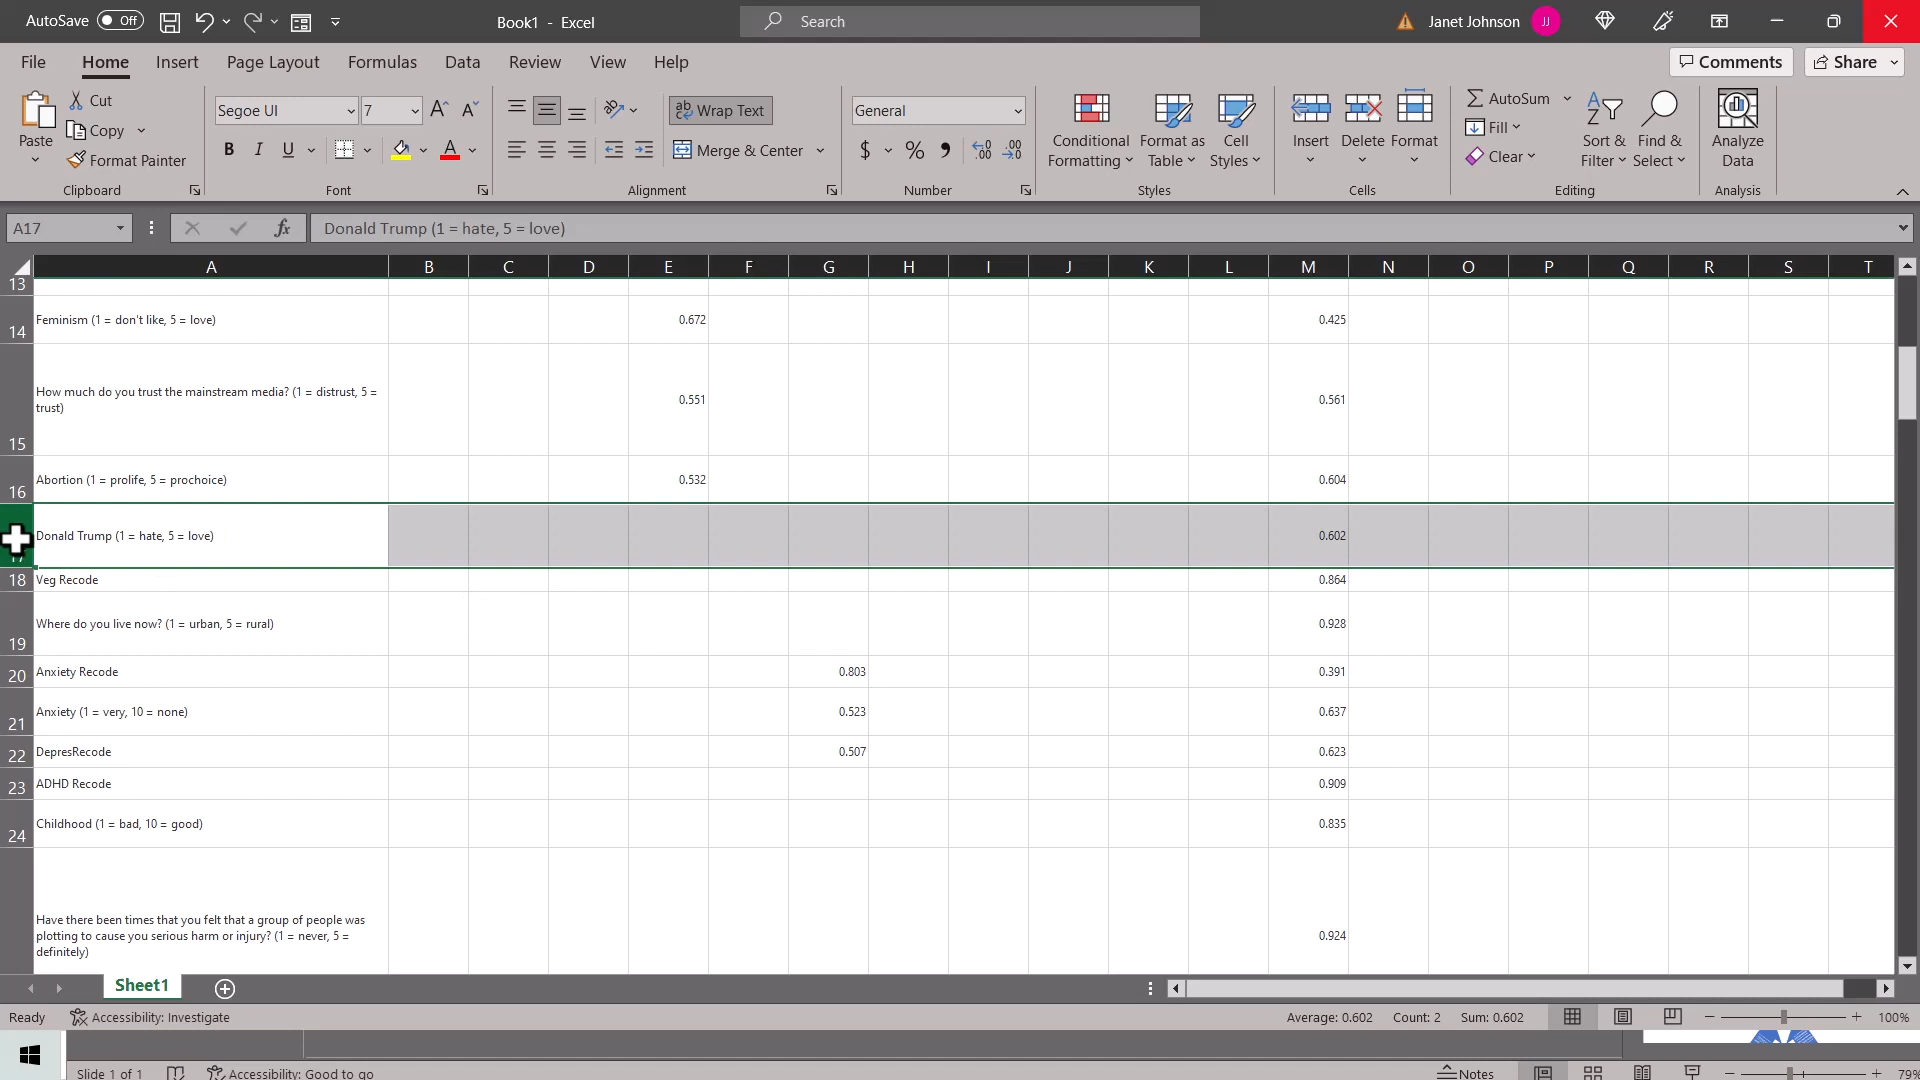 AutoSave Off Book1 - Excel Search Janet Johnson JJ
File Home Insert Page Layout Formulas Data Review View Help Comments Share
Paste Cut Copy Format Painter Clipboard
Segoe UI 7 A A B I U A Font
ab Wrap Text Merge & Center Alignment
General $ % , .00 .0 Number
Conditional Formatting Format as Table Cell Styles Styles
Insert Delete Format Cells
AutoSum Fill Clear Sort & Filter Find & Select Editing
Analyze Data Analysis
A17 fx Donald Trump (1 = hate, 5 = love)
A B C D E F G H I J K L M N O P Q R S T
13
14 Feminism (1 = don't like, 5 = love) 0.672 0.425
How much do you trust the mainstream media? (1 = distrust, 5 =
trust) 0.551 0.561
15
16 Abortion (1 = prolife, 5 = prochoice) 0.532 0.604
17 Donald Trump (1 = hate, 5 = love) 0.602
18 Veg Recode 0.864
19 Where do you live now? (1 = urban, 5 = rural) 0.928
20 Anxiety Recode 0.803 0.391
21 Anxiety (1 = very, 10 = none) 0.523 0.637
22 DepresRecode 0.507 0.623
23 ADHD Recode 0.909
24 Childhood (1 = bad, 10 = good) 0.835
Have there been times that you felt that a group of people was
plotting to cause you serious harm or injury? (1 = never, 5 =
definitely) 0.924
Sheet1
Ready Accessibility: Investigate Average: 0.602 Count: 2 Sum: 0.602 100%
Slide 1 of 1 Accessibility: Good to go Notes 79%